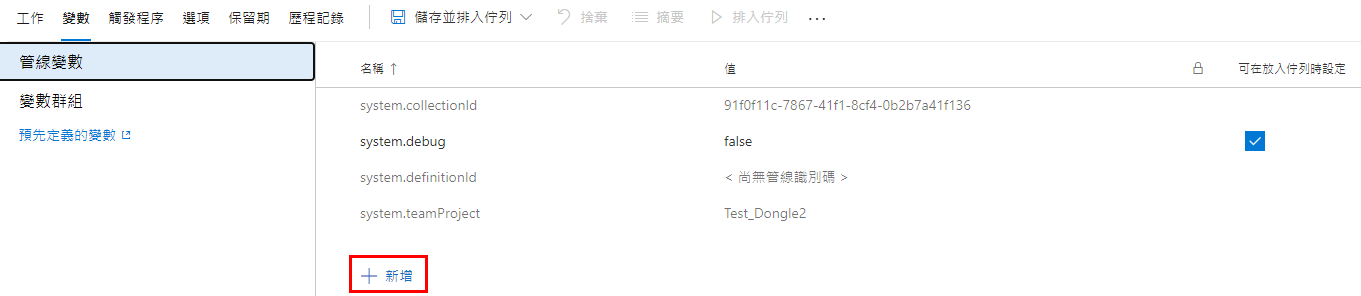 工作 變數 觸發程序 選項 保留期 歷程記錄 儲存並排入佇列 捨棄 摘要 排入佇列 ...
管線變數
變數群組
預先定義的變數
名稱 ↑ 值 可在放入佇列時設定
system.collectionId 91f0f11c-7867-41f1-8cf4-0b2b7a41f136
system.debug false
system.definitionId < 尚無管線識別碼 >
system.teamProject Test_Dongle2
新增